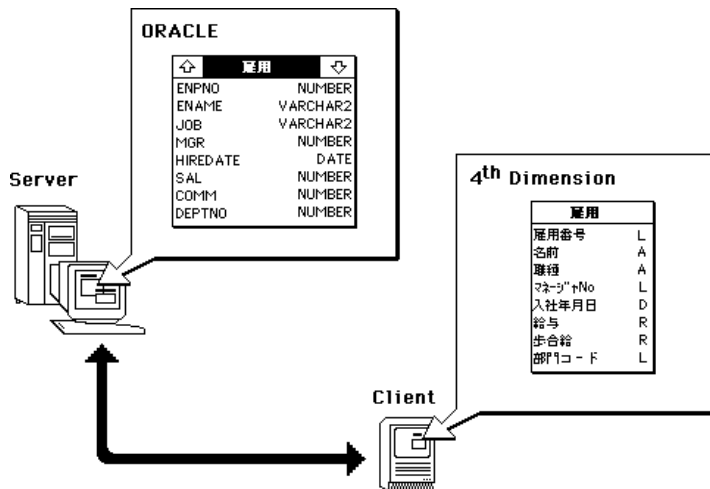 ORACLE
雇用
ENPNO NUMBER
ENAME VARCHAR2
JOB VARCHAR2
MGR NUMBER
HIREDATE DATE
SAL NUMBER
COMM NUMBER
DEPTNO NUMBER
Server
4th Dimension
雇用
雇用番号 L
名前 A
職種 A
ﾏﾈｰｼﾞｬNo L
入社年月日 D
給与 R
歩合給 R
部門コード L
Client